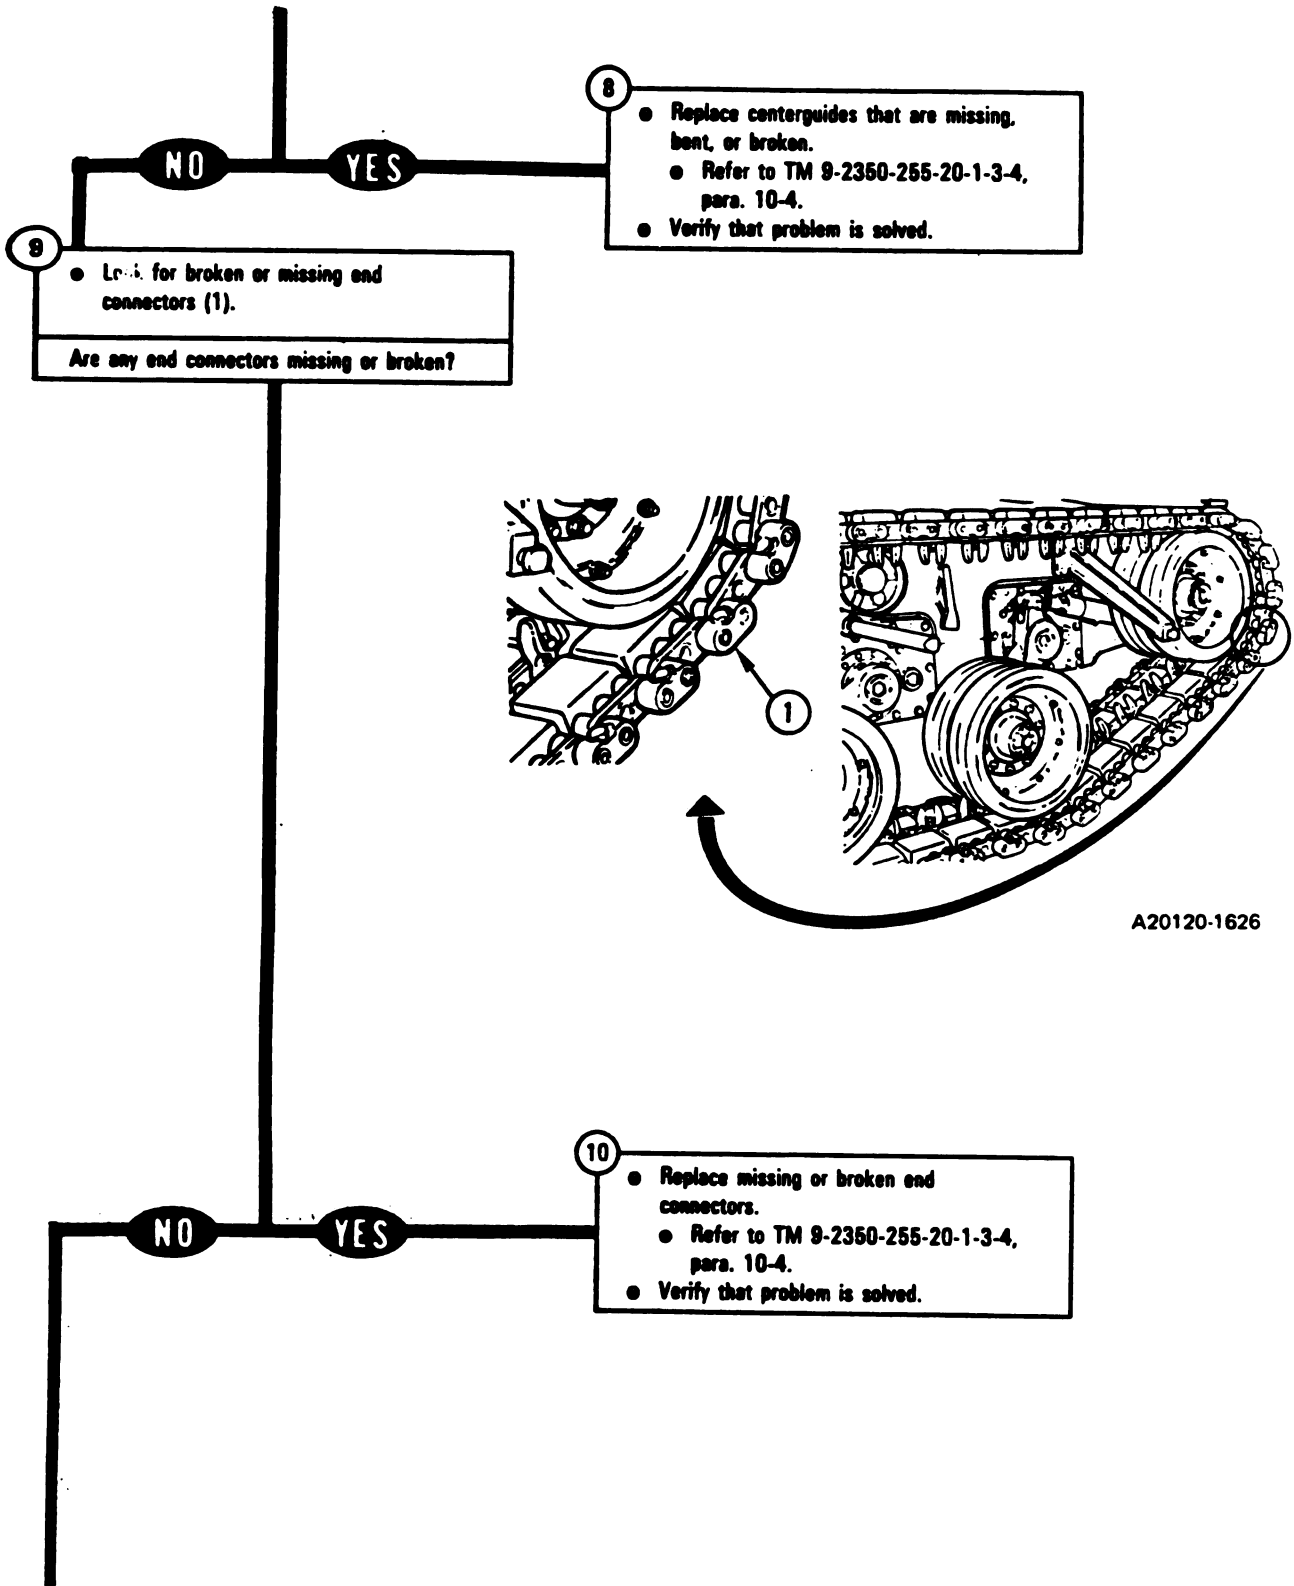 8
● Replace centerguides that are missing,
bent, or broken.
● Refer to TM 9-2350-255-20-1-3-4,
para. 10-4.
● Verify that problem is solved.
NO
YES
9
● for broken or missing end
connectors (1).
Are any end connectors missing or broken?
1
A20120-1626
10
● Replace missing or broken end
connectors.
● Refer to TM 9-2350-255-20-1-3-4,
para. 10-4.
● Verify that problem is solved.
NO
YES